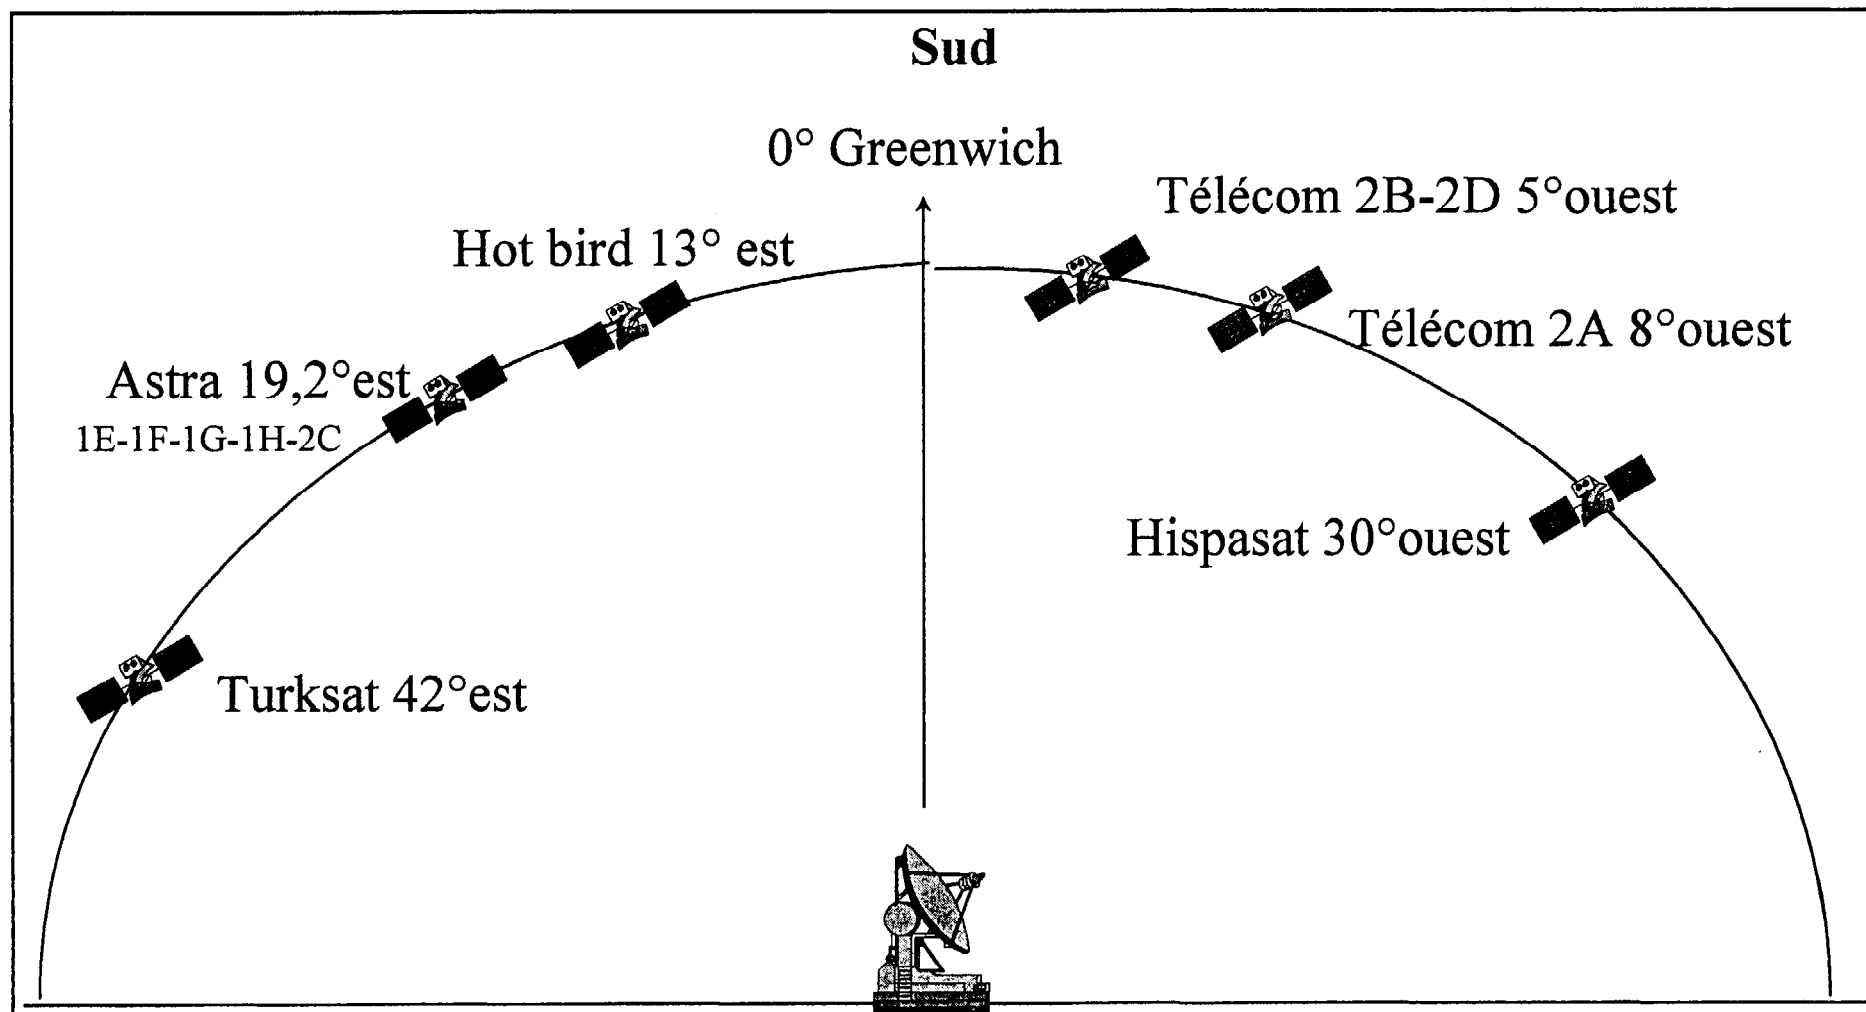 Sud
0° Greenwich
Télécom 2B-2D 5°ouest
Hot bird 13° est
Télécom 2A 8°ouest
Astra 19,2°est
1E-1F-1G-1H-2C
Hispasat 30°ouest
Turksat 42°est